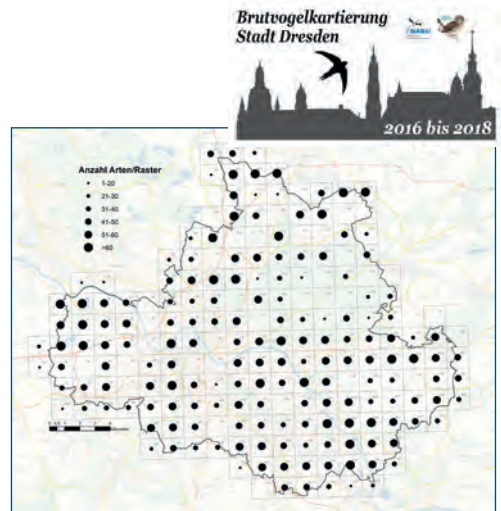 Brutvogelkartierung
Stadt Dresden
NABU
2016 bis 2018
Anzahl Arten/Raster
1-20
21-30
31-40
41-50
51-60
>60